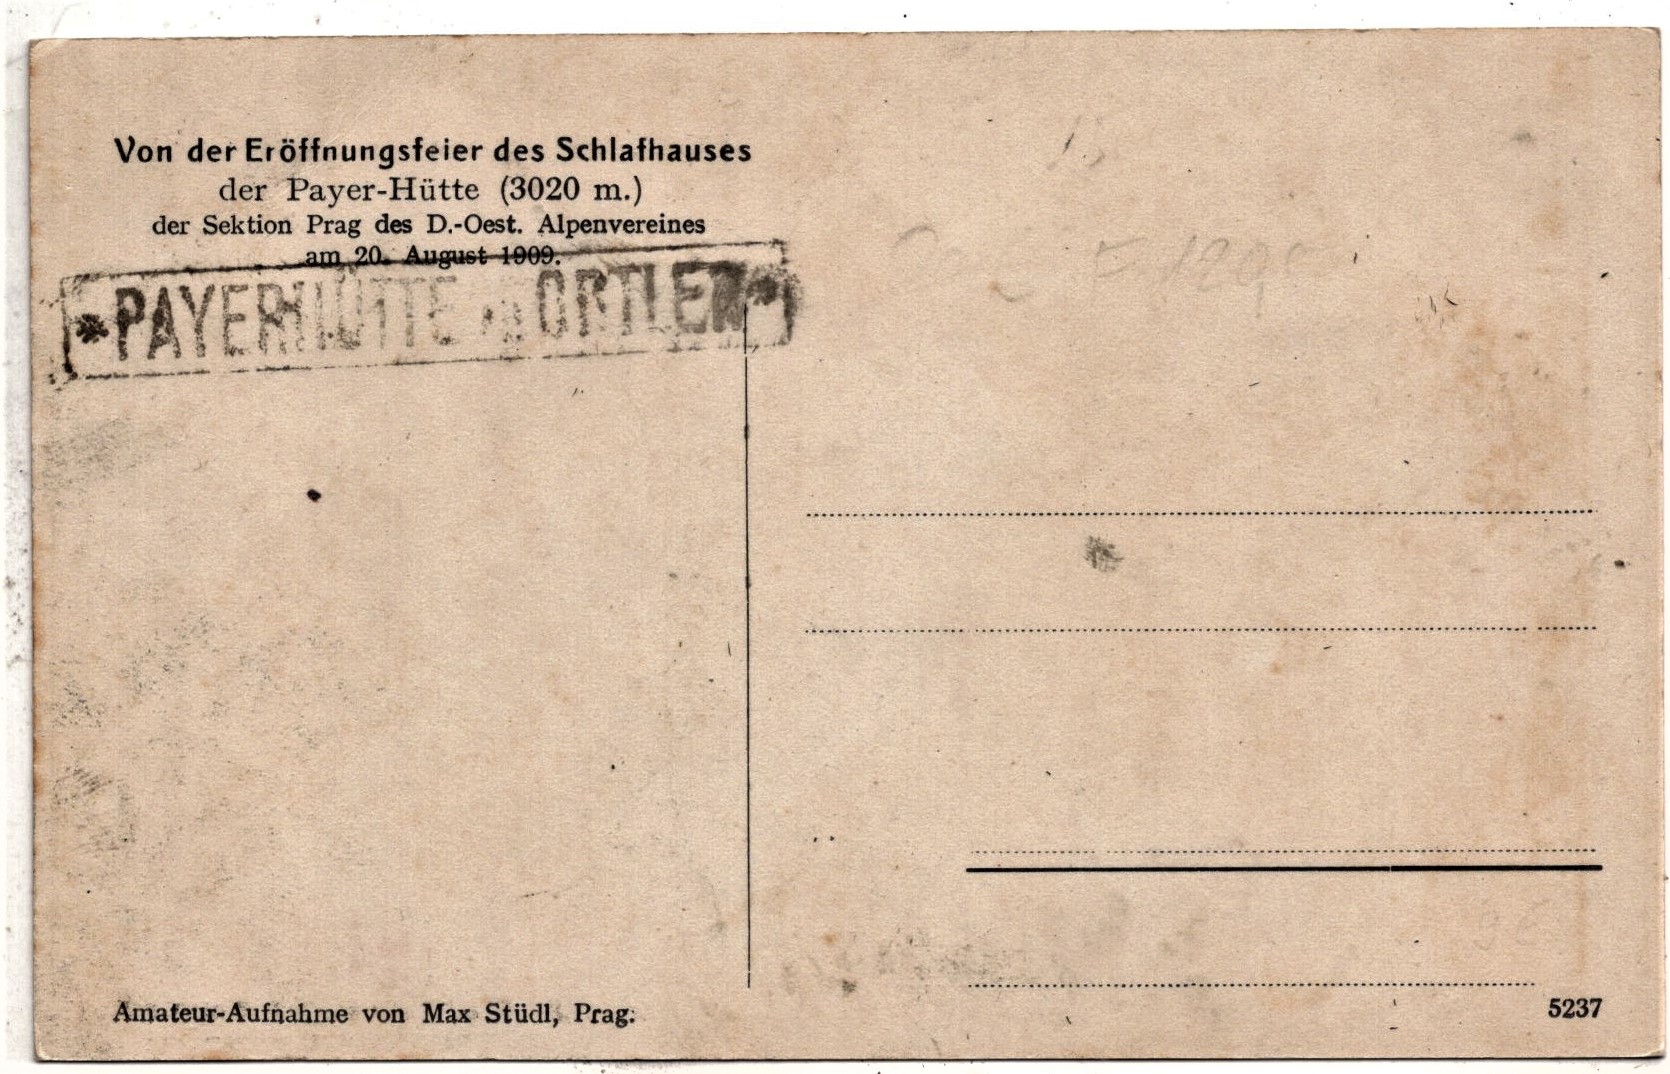 Von der Eröffnungsfeier des Schlafhauses
der Payer-Hütte (3020 m.)
der Sektion Prag des D.-Oest. Alpenvereines
am 20. August 1909.
* PAYERHÜTTE ORTLER *
Amateur-Aufnahme von Max Stüdl, Prag.
5237